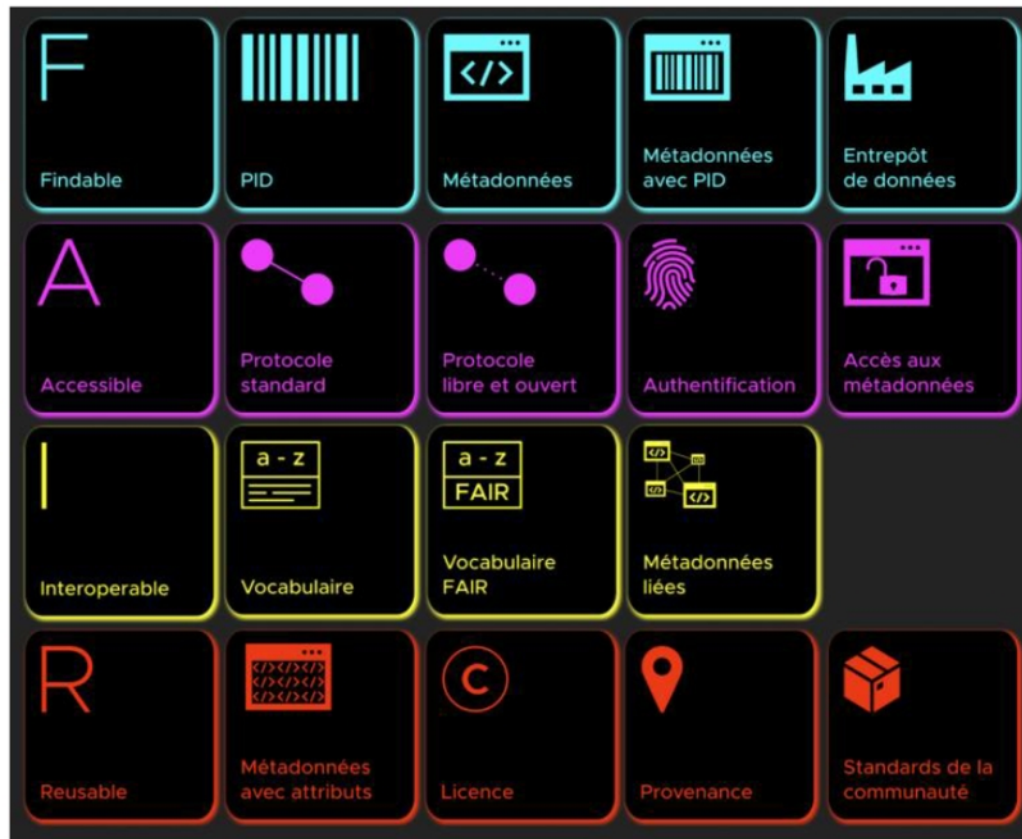 F
Findable
PID
</>
Métadonnées
Métadonnées
avec PID
Entrepôt
de données
A
Accessible
Protocole
standard
Protocole
libre et ouvert
Authentification
Accès aux
métadonnées
I
Interoperable
a - z
Vocabulaire
a - z
FAIR
Vocabulaire
FAIR
</>
</>
</>
Métadonnées
liées
R
Reusable
</></></>
</></></>
</></></>
Métadonnées
avec attributs
C
Licence
Provenance
Standards de la
communauté